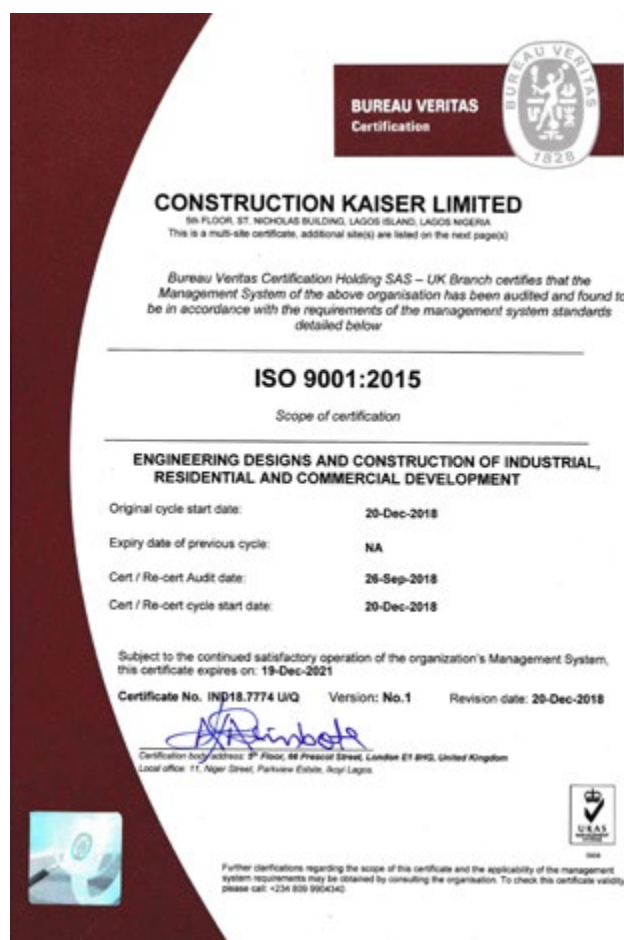 BUREAU VERITAS
Certification
BUREAU VERITAS
1828
CONSTRUCTION KAISER LIMITED
5th FLOOR, ST. NICHOLAS BUILDING, LAGOS ISLAND, LAGOS NIGERIA
This is a multi-site certificate, additional site(s) are listed on the next page(s)
Bureau Veritas Certification Holding SAS – UK Branch certifies that the
Management System of the above organisation has been audited and found to
be in accordance with the requirements of the management system standards
detailed below
ISO 9001:2015
Scope of certification
ENGINEERING DESIGNS AND CONSTRUCTION OF INDUSTRIAL,
RESIDENTIAL AND COMMERCIAL DEVELOPMENT
Original cycle start date: 20-Dec-2018
Expiry date of previous cycle: NA
Cert / Re-cert Audit date: 26-Sep-2018
Cert / Re-cert cycle start date: 20-Dec-2018
Subject to the continued satisfactory operation of the organization's Management System,
this certificate expires on: 19-Dec-2021
Certificate No. IND18.7774 U/Q Version: No.1 Revision date: 20-Dec-2018
Certification body address: 5th Floor, 66 Prescot Street, London E1 8HG, United Kingdom
Local office: 11, Niger Street, Parkview Estate, Ikoyi Lagos.
UKAS
MANAGEMENT
SYSTEMS
Further clarifications regarding the scope of this certificate and the applicability of the management
system requirements may be obtained by consulting the organisation. To check this certificate validity
please call: +234 809 9904340